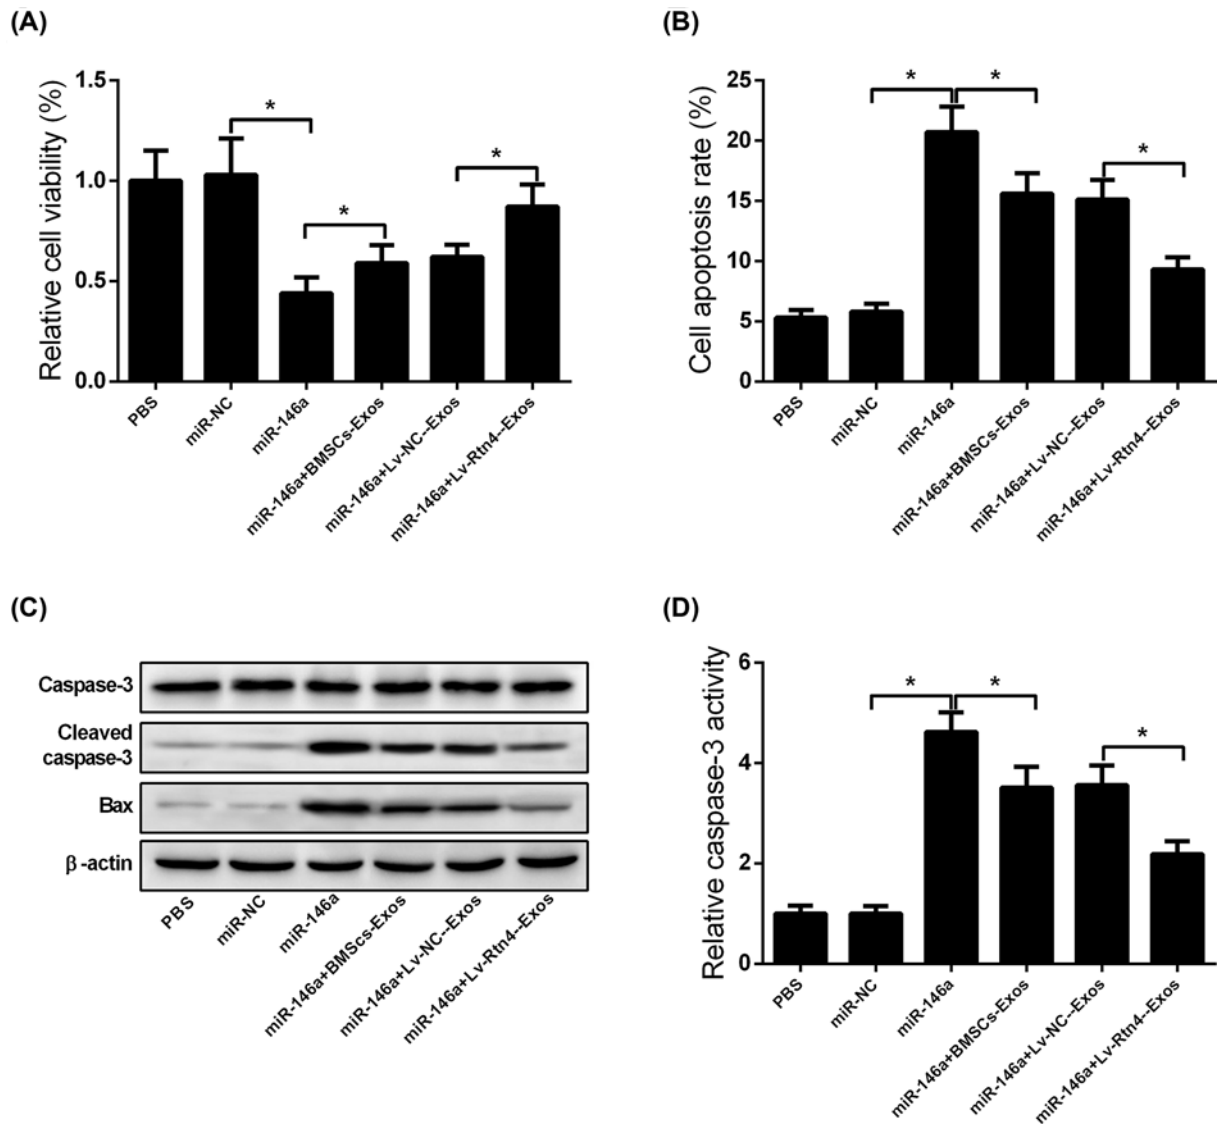 (A)
Relative cell viability (%)
1.5
1.0
0.5
0.0
*
*
*
PBS
miR-NC
miR-146a
miR-146a+BMSCs-Exos
miR-146a+Lv-NC--Exos
miR-146a+Lv-Rtn4--Exos
(B)
Cell apoptosis rate (%)
25
20
15
10
5
0
*
*
*
PBS
miR-NC
miR-146a
miR-146a+BMSCs-Exos
miR-146a+Lv-NC--Exos
miR-146a+Lv-Rtn4--Exos
(C)
Caspase-3
Cleaved
caspase-3
Bax
β-actin
PBS
miR-NC
miR-146a
miR-146a+BMScs-Exos
miR-146a+Lv-NC--Exos
miR-146a+Lv-Rtn4--Exos
(D)
Relative caspase-3 activity
6
4
2
0
*
*
*
PBS
miR-NC
miR-146a
miR-146a+BMSCs-Exos
miR-146a+Lv-NC--Exos
miR-146a+Lv-Rtn4--Exos